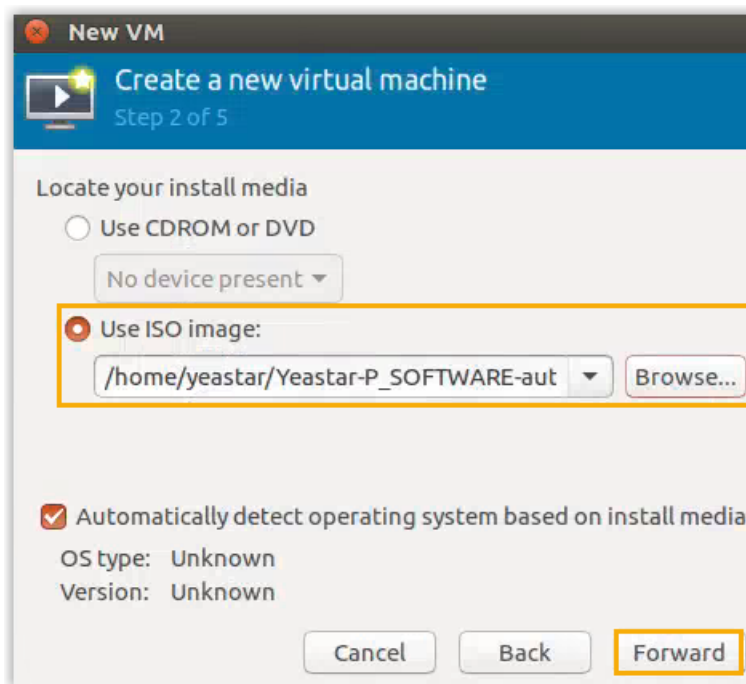 New VM
Create a new virtual machine
Step 2 of 5
Locate your install media
Use CDROM or DVD
No device present
Use ISO image:
/home/yeastar/Yeastar-P_SOFTWARE-aut
Browse...
Automatically detect operating system based on install media
OS type: Unknown
Version: Unknown
Cancel Back Forward